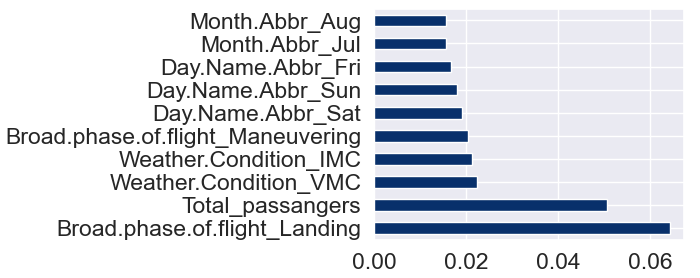 Month.Abbr_Aug
Month.Abbr_Jul
Day.Name.Abbr_Fri
Day.Name.Abbr_Sun
Day.Name.Abbr_Sat
Broad.phase.of.flight_Maneuvering
Weather.Condition_IMC
Weather.Condition_VMC
Total_passangers
Broad.phase.of.flight_Landing
0.00 0.02 0.04 0.06